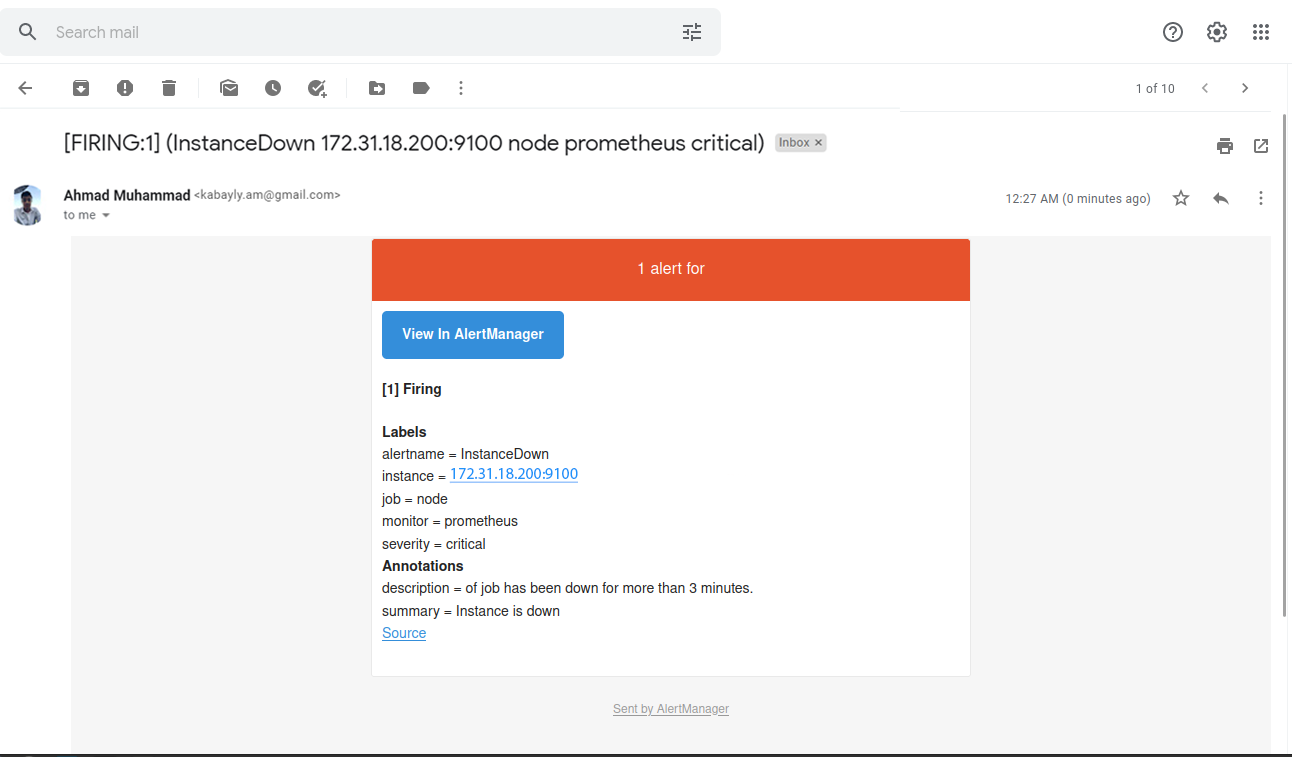 Search mail
1 of 10
[FIRING:1] (InstanceDown 172.31.18.200:9100 node prometheus critical) Inbox ×
Ahmad Muhammad <kabayly.am@gmail.com> 12:27 AM (0 minutes ago)
to me
1 alert for
View In AlertManager
[1] Firing
Labels
alertname = InstanceDown
instance = 172.31.18.200:9100
job = node
monitor = prometheus
severity = critical
Annotations
description = of job has been down for more than 3 minutes.
summary = Instance is down
Source
Sent by AlertManager